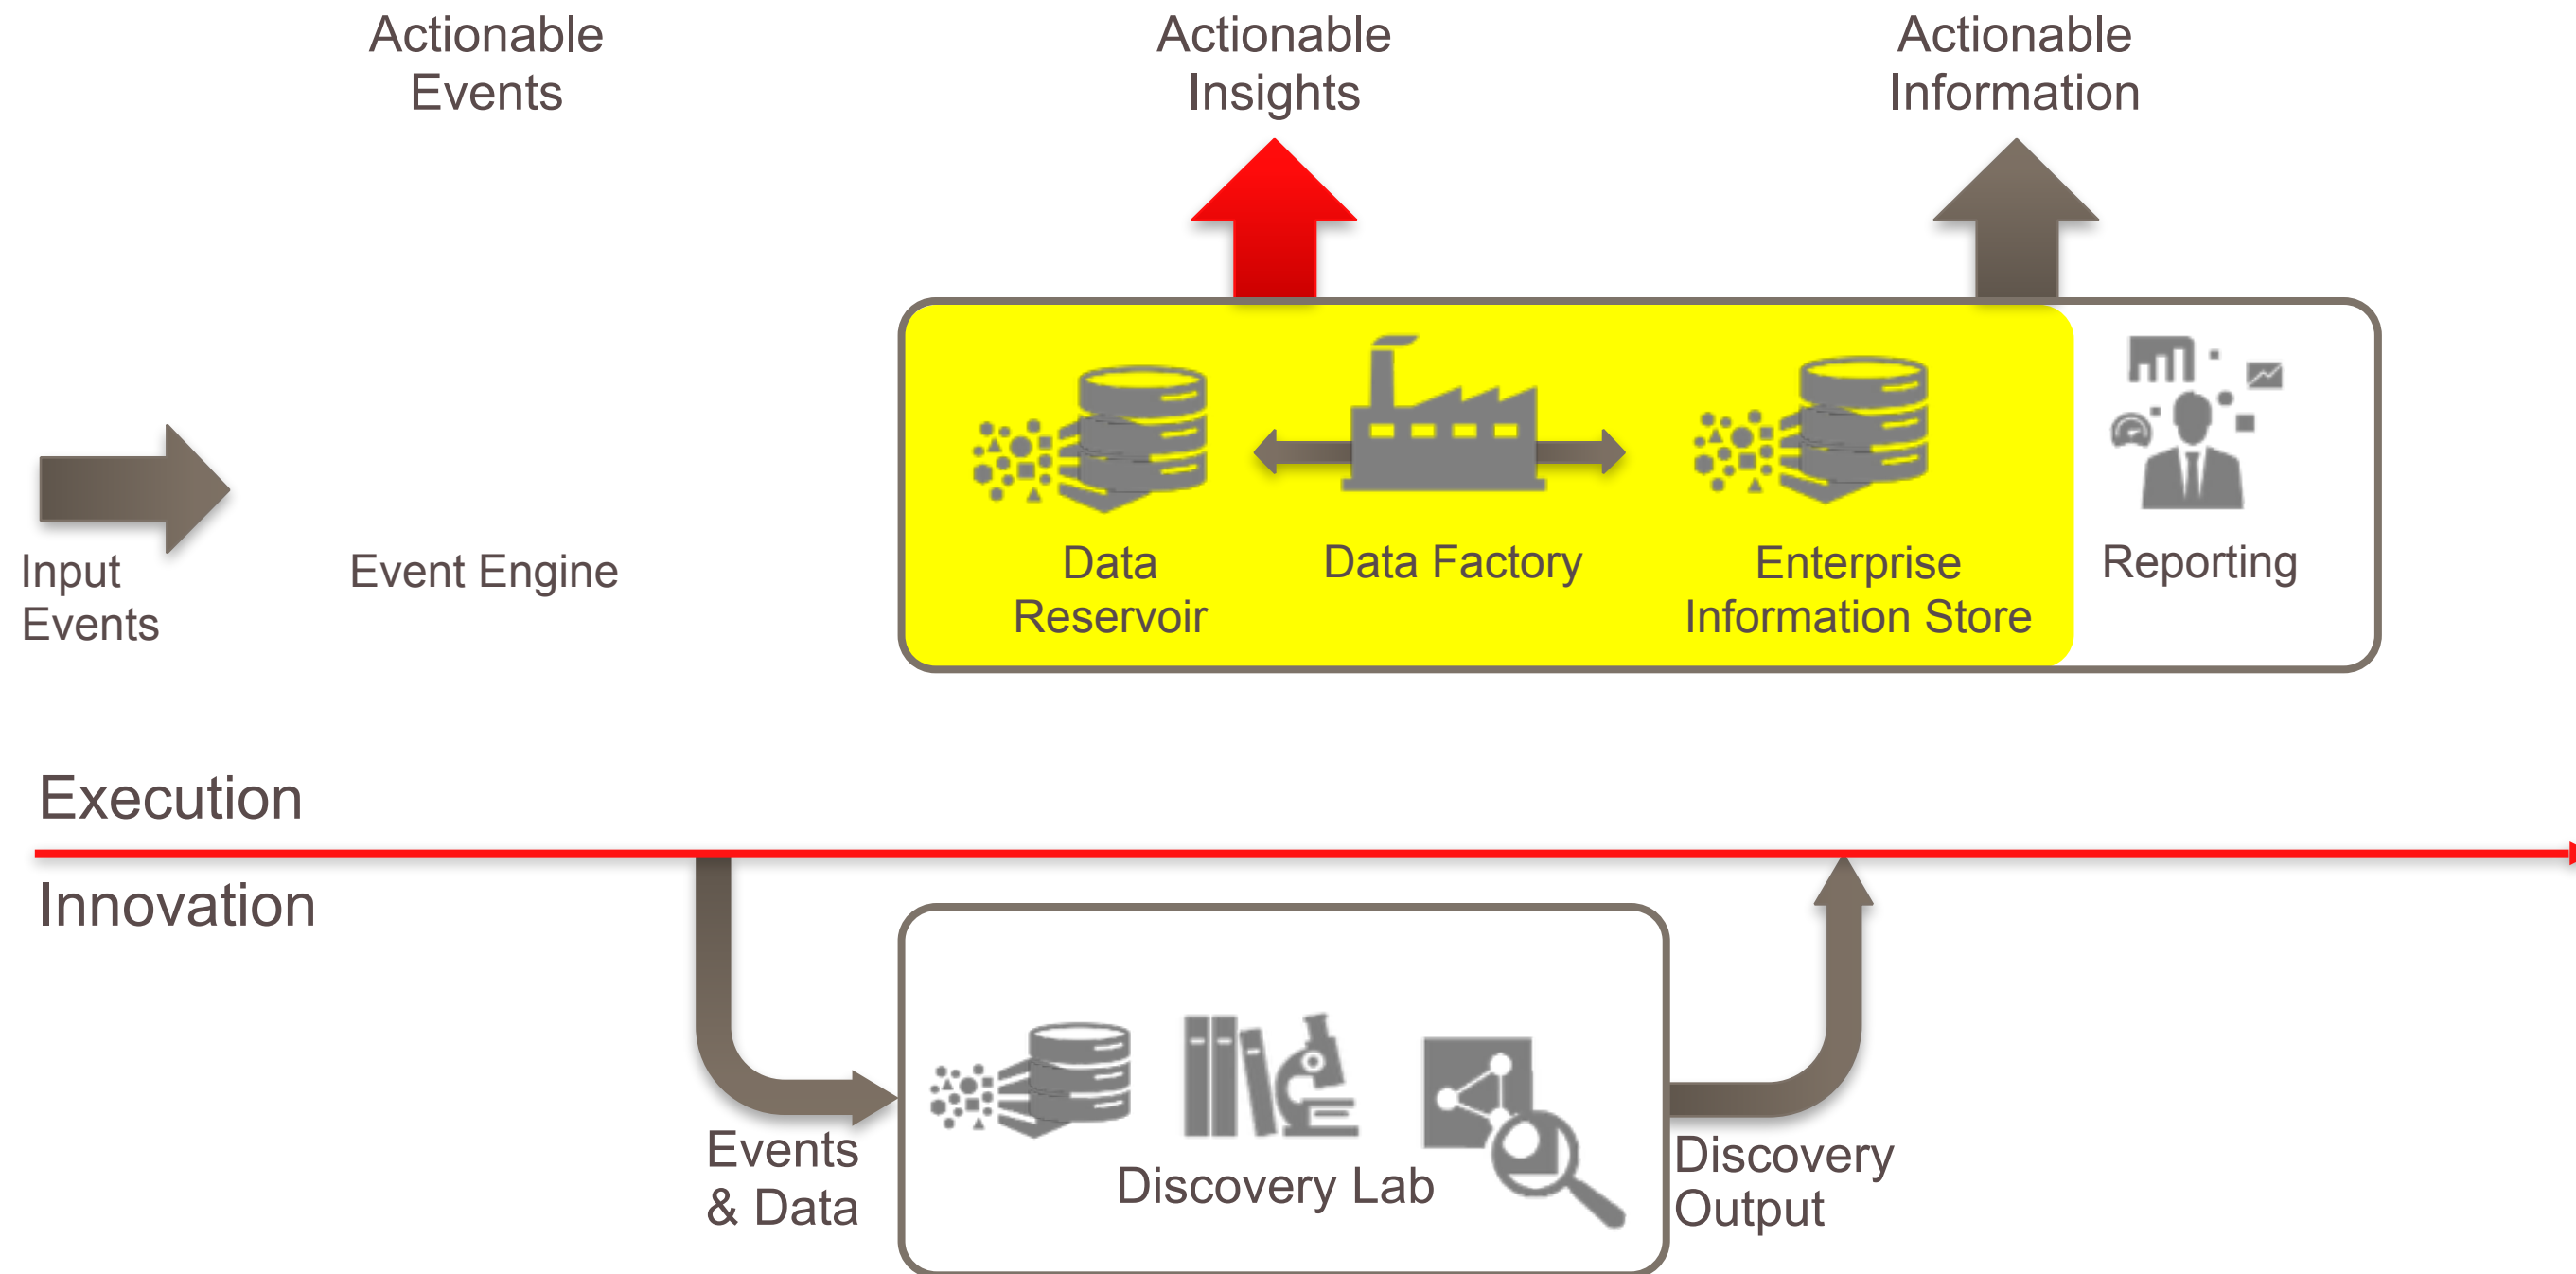 Actionable
Events
Actionable
Insights
Actionable
Information
Input
Events
Event Engine
Data
Reservoir
Data Factory
Enterprise
Information Store
Reporting
Execution
Innovation
Events
& Data
Discovery Lab
Discovery
Output